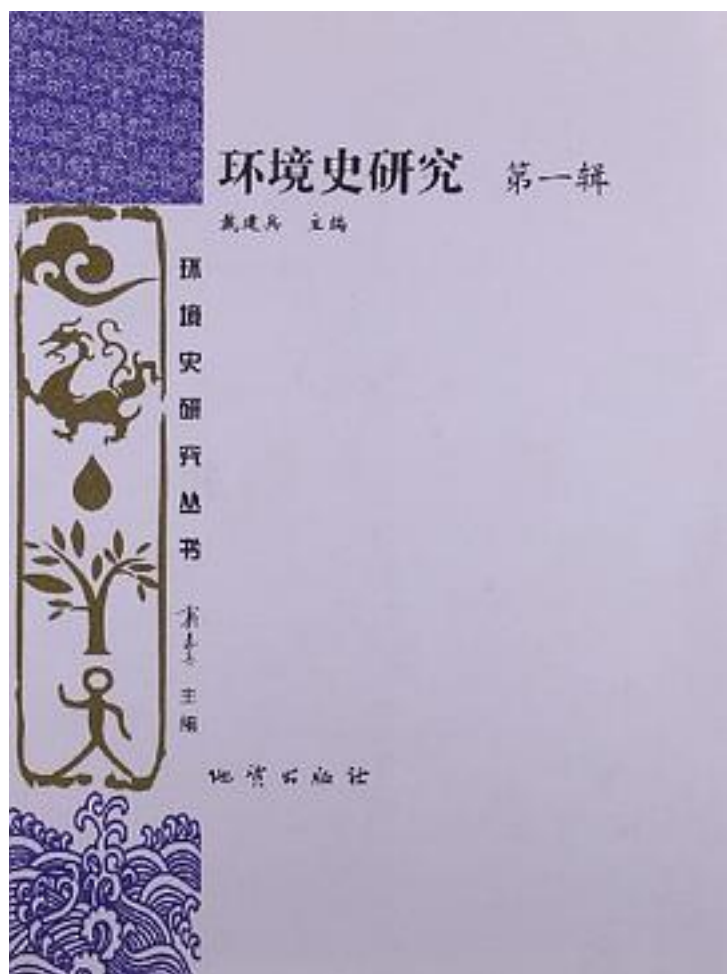 环境史研究 第一辑
戴建兵 主编
环境史研究丛书
主编
地质出版社